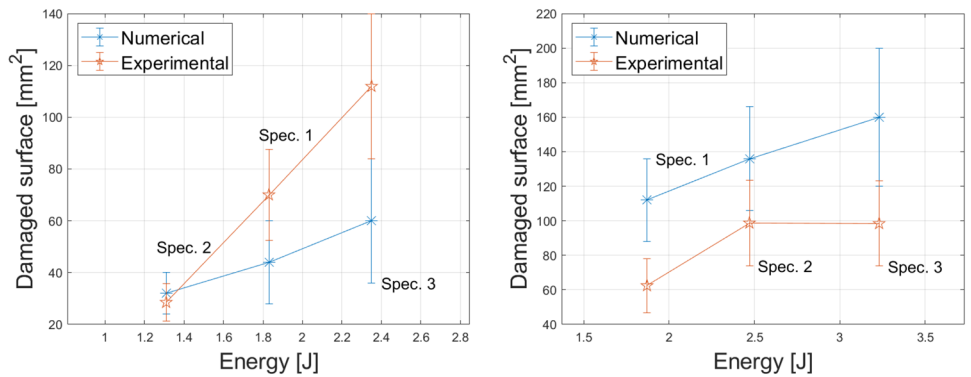 Numerical
Experimental
Spec. 1
Spec. 2
Spec. 3
Damaged surface [mm²]
140
120
100
80
60
40
20
1
1.2
1.4
1.6
1.8
2
2.2
2.4
2.6
2.8
Energy [J]
Numerical
Experimental
Spec. 1
Spec. 2
Spec. 3
Damaged surface [mm²]
220
200
180
160
140
120
100
80
60
40
1.5
2
2.5
3
3.5
Energy [J]